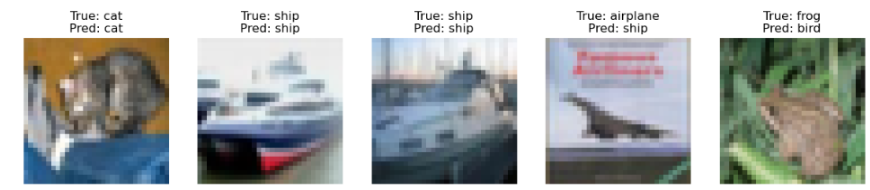 True: cat
Pred: cat
True: ship
Pred: ship
True: ship
Pred: ship
True: airplane
Pred: ship
True: frog
Pred: bird